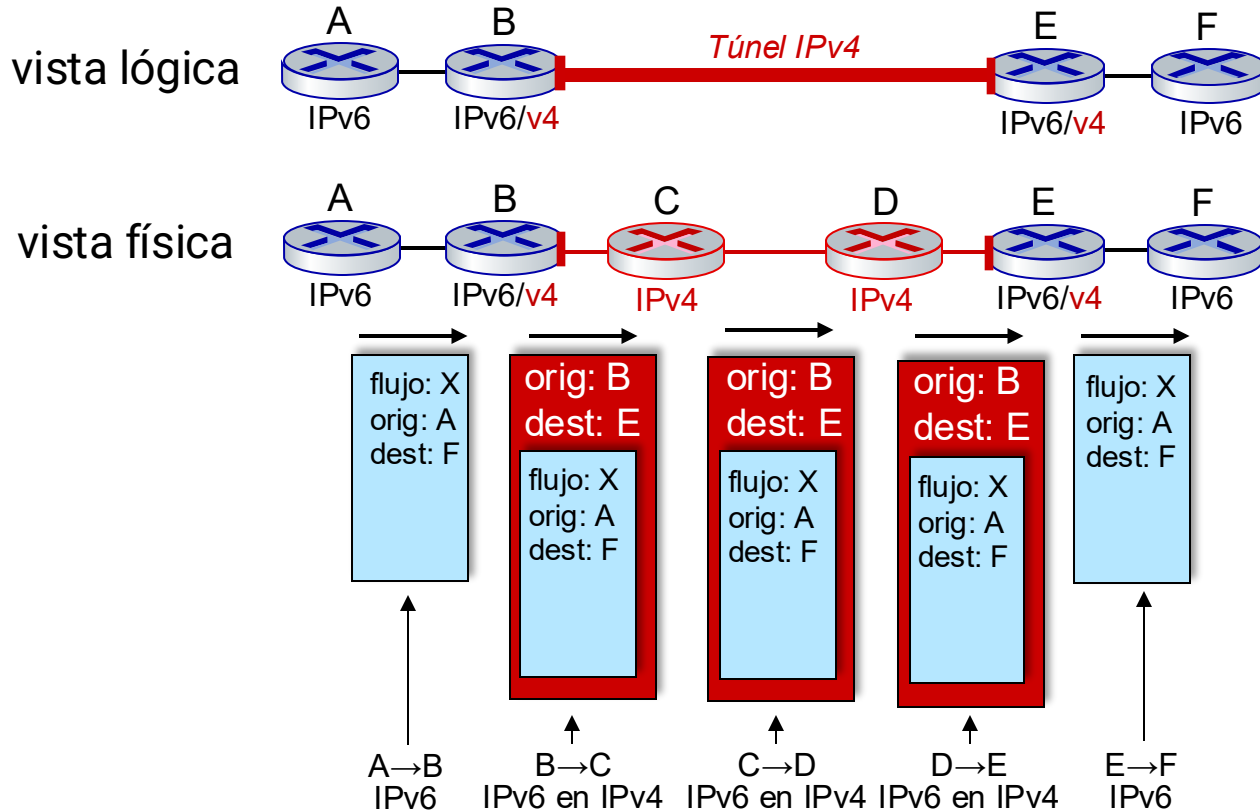 A
B
Túnel IPv4
E
F
vista lógica
IPv6
IPv6/v4
IPv6/v4
IPv6
A
B
C
D
E
F
vista física
IPv6
IPv6/v4
IPv4
IPv4
IPv6/v4
IPv6
flujo: X
orig: A
dest: F
orig: B
dest: E
flujo: X
orig: A
dest: F
orig: B
dest: E
flujo: X
orig: A
dest: F
orig: B
dest: E
flujo: X
orig: A
dest: F
flujo: X
orig: A
dest: F
A→B
IPv6
B→C
IPv6 en IPv4
C→D
IPv6 en IPv4
D→E
IPv6 en IPv4
E→F
IPv6